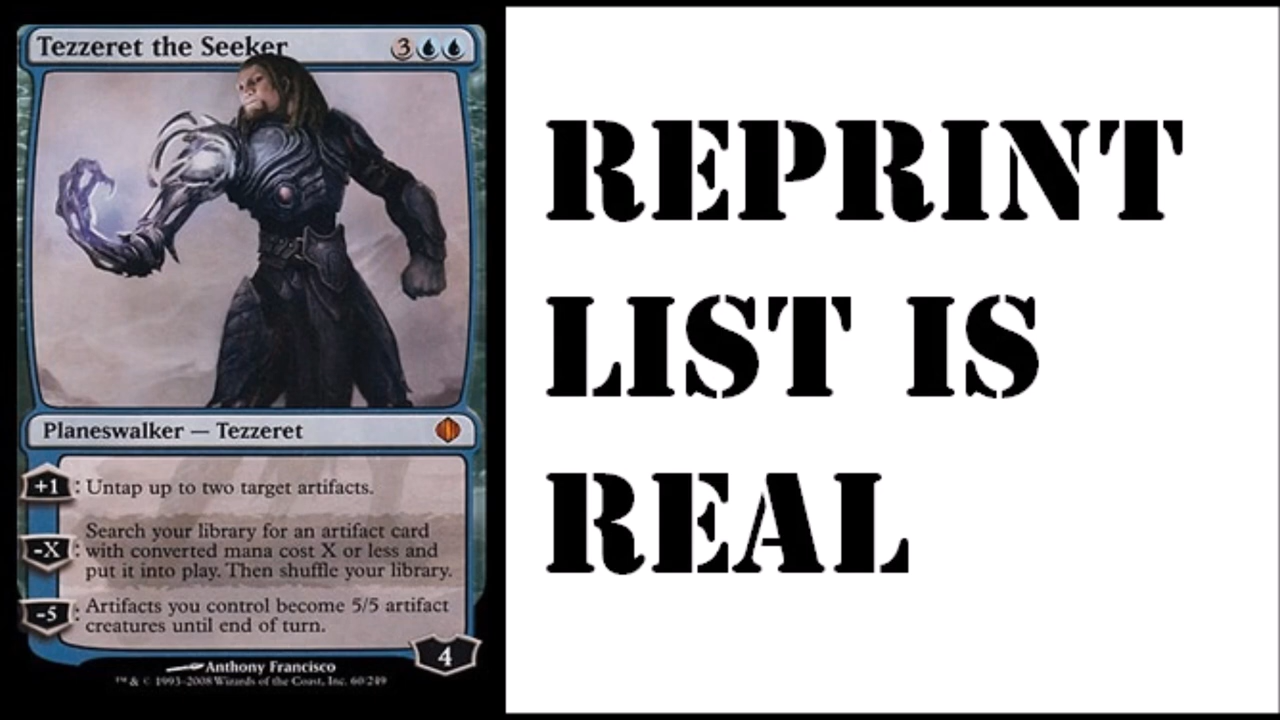 Tezzeret the Seeker 3
Planeswalker — Tezzeret
+1 : Untap up to two target artifacts.
-X : Search your library for an artifact card
with converted mana cost X or less and
put it into play. Then shuffle your library.
-5 : Artifacts you control become 5/5 artifact
creatures until end of turn.
4
Anthony Francisco
™ & © 1993-2008 Wizards of the Coast, Inc. 60/249
REPRINT
LIST IS
REAL